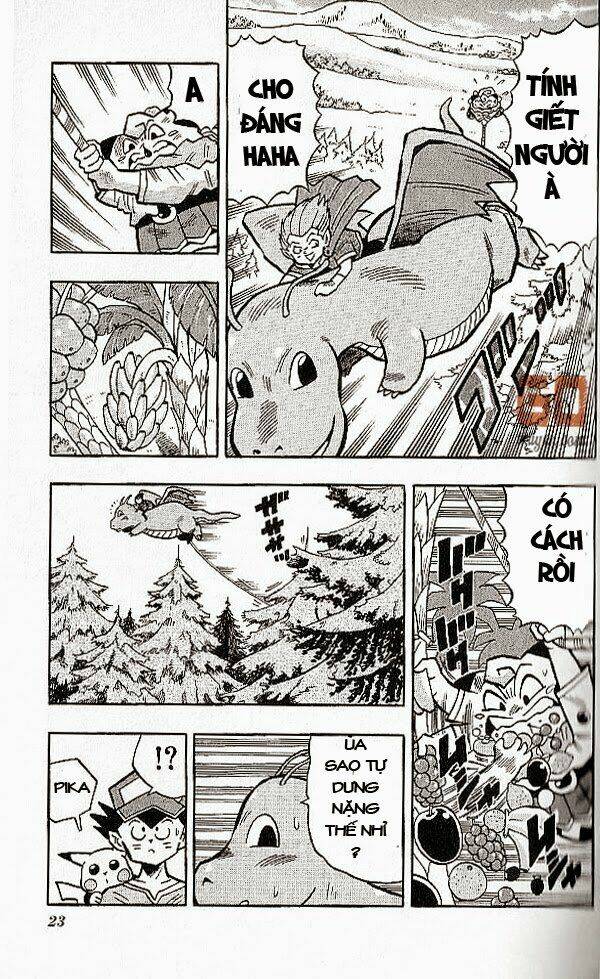 TÍNH
GIẾT
NGƯỜI
À
CHO
ĐÁNG
HAHA
A
CÓ
CÁCH
RỒI
ỦA
SAO TỰ
DUNG
NẶNG
THẾ NHỈ
?
!?
PIKA
23